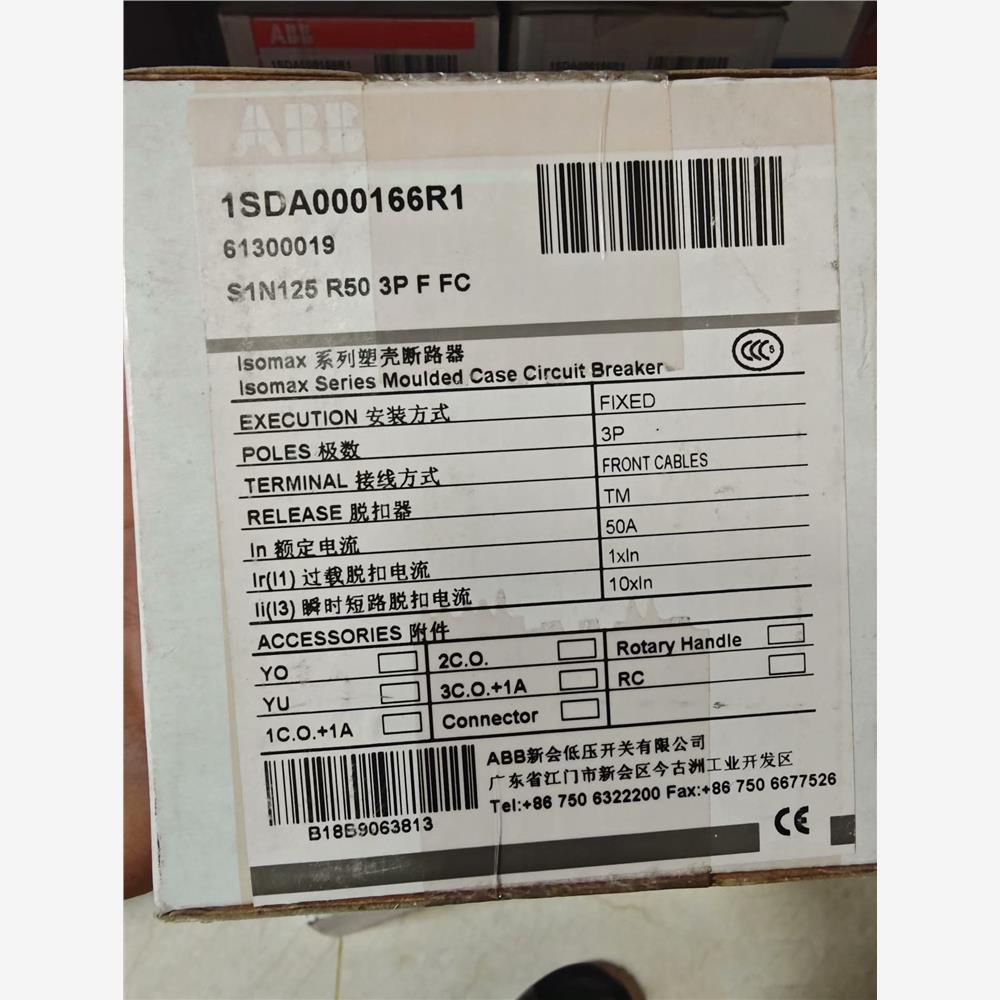 ABB
1SDA000166R1
1SDA000166R1
ABB
1SDA000166R1
61300019
S1N125 R50 3P F FC
Isomax 系列塑壳断路器
Isomax Series Moulded Case Circuit Breaker
CCC S
EXECUTION 安装方式 FIXED
POLES 极数 3P
TERMINAL 接线方式 FRONT CABLES
RELEASE 脱扣器 TM
In 额定电流 50A
Ir(I1) 过载脱扣电流 1xIn
Ii(I3) 瞬时短路脱扣电流 10xIn
ACCESSORIES 附件
YO 2C.O. Rotary Handle
YU 3C.O.+1A RC
1C.O.+1A Connector
B18B9063813
ABB新会低压开关有限公司
广东省江门市新会区今古洲工业开发区
Tel:+86 750 6322200 Fax:+86 750 6677526
CE